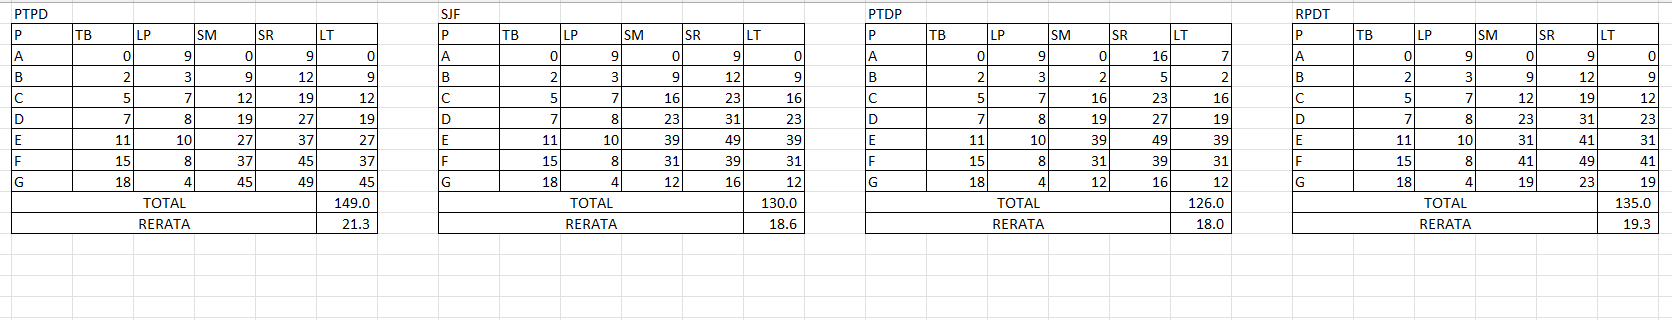 PTPD SJF PTDP RPDT
P TB LP SM SR LT P TB LP SM SR LT P TB LP SM SR LT P TB LP SM SR LT
A 0 9 0 9 0 A 0 9 0 9 0 A 0 9 0 16 7 A 0 9 0 9 0
B 2 3 9 12 9 B 2 3 9 12 9 B 2 3 2 5 2 B 2 3 9 12 9
C 5 7 12 19 12 C 5 7 16 23 16 C 5 7 16 23 16 C 5 7 12 19 12
D 7 8 19 27 19 D 7 8 23 31 23 D 7 8 19 27 19 D 7 8 23 31 23
E 11 10 27 37 27 E 11 10 39 49 39 E 11 10 39 49 39 E 11 10 31 41 31
F 15 8 37 45 37 F 15 8 31 39 31 F 15 8 31 39 31 F 15 8 41 49 41
G 18 4 45 49 45 G 18 4 12 16 12 G 18 4 12 16 12 G 18 4 19 23 19
TOTAL 149.0 TOTAL 130.0 TOTAL 126.0 TOTAL 135.0
RERATA 21.3 RERATA 18.6 RERATA 18.0 RERATA 19.3